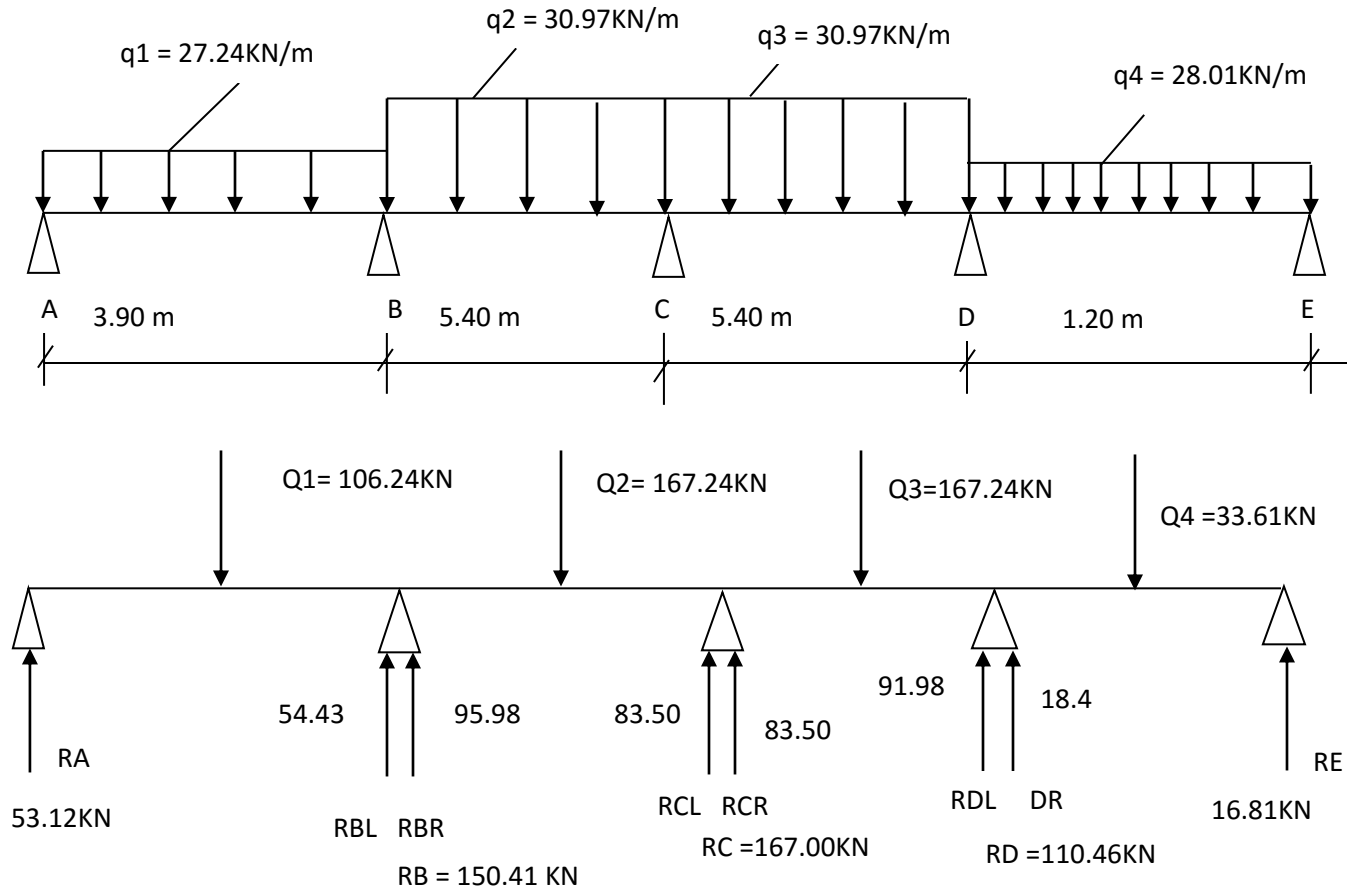 q2 = 30.97KN/m
q3 = 30.97KN/m
q1 = 27.24KN/m
q4 = 28.01KN/m
A
3.90 m
B
5.40 m
C
5.40 m
D
1.20 m
E
Q1= 106.24KN
Q2= 167.24KN
Q3=167.24KN
Q4 =33.61KN
54.43
95.98
83.50
83.50
91.98
18.4
RA
53.12KN
RBL
RBR
RB = 150.41 KN
RCL
RCR
RC =167.00KN
RDL
DR
RD =110.46KN
RE
16.81KN